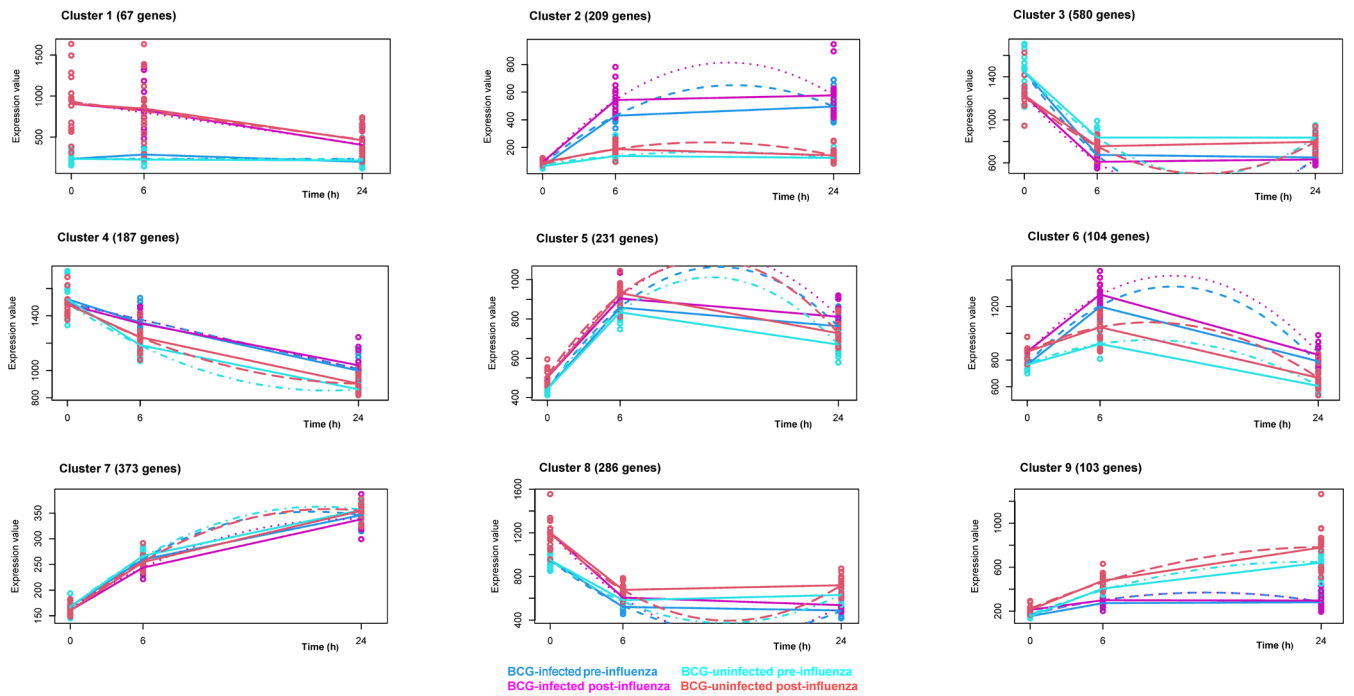 Cluster 1 (67 genes)
Expression value
1500
1000
500
0
6
24
Time (h)
Cluster 2 (209 genes)
Expression value
800
600
400
200
0
6
24
Time (h)
Cluster 3 (580 genes)
Expression value
1400
1000
600
0
6
24
Time (h)
Cluster 4 (187 genes)
Expression value
1400
1000
800
0
6
24
Time (h)
Cluster 5 (231 genes)
Expression value
1000
800
600
400
0
6
24
Time (h)
Cluster 6 (104 genes)
Expression value
1200
800
600
0
6
24
Time (h)
Cluster 7 (373 genes)
Expression value
350
300
250
200
150
0
6
24
Time (h)
Cluster 8 (286 genes)
Expression value
1600
1200
800
400
0
6
24
Time (h)
Cluster 9 (103 genes)
Expression value
1000
600
200
0
6
24
Time (h)
BCG-infected pre-influenza
BCG-uninfected pre-influenza
BCG-infected post-influenza
BCG-uninfected post-influenza